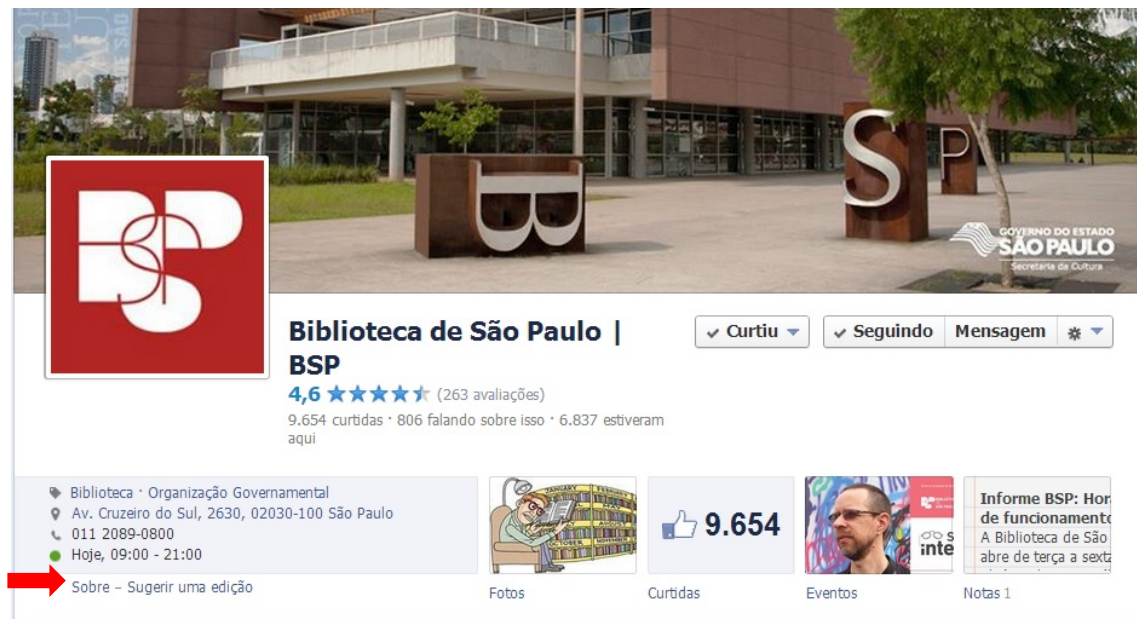 B
S
P
GOVERNO DO ESTADO
SÃO PAULO
Secretaria da Cultura
BSP
Biblioteca de São Paulo |
BSP
Curtiu
Seguindo
Mensagem
4,6 (263 avaliações)
9.654 curtidas · 806 falando sobre isso · 6.837 estiveram
aqui
Biblioteca · Organização Governamental
Av. Cruzeiro do Sul, 2630, 02030-100 São Paulo
011 2089-0800
Hoje, 09:00 - 21:00
Sobre – Sugerir uma edição
JANUARY
OCTOBER
Fotos
9.654
Curtidas
inte
Eventos
Informe BSP: Hor
de funcionamento
A Biblioteca de São
abre de terça a sext
Notas 1